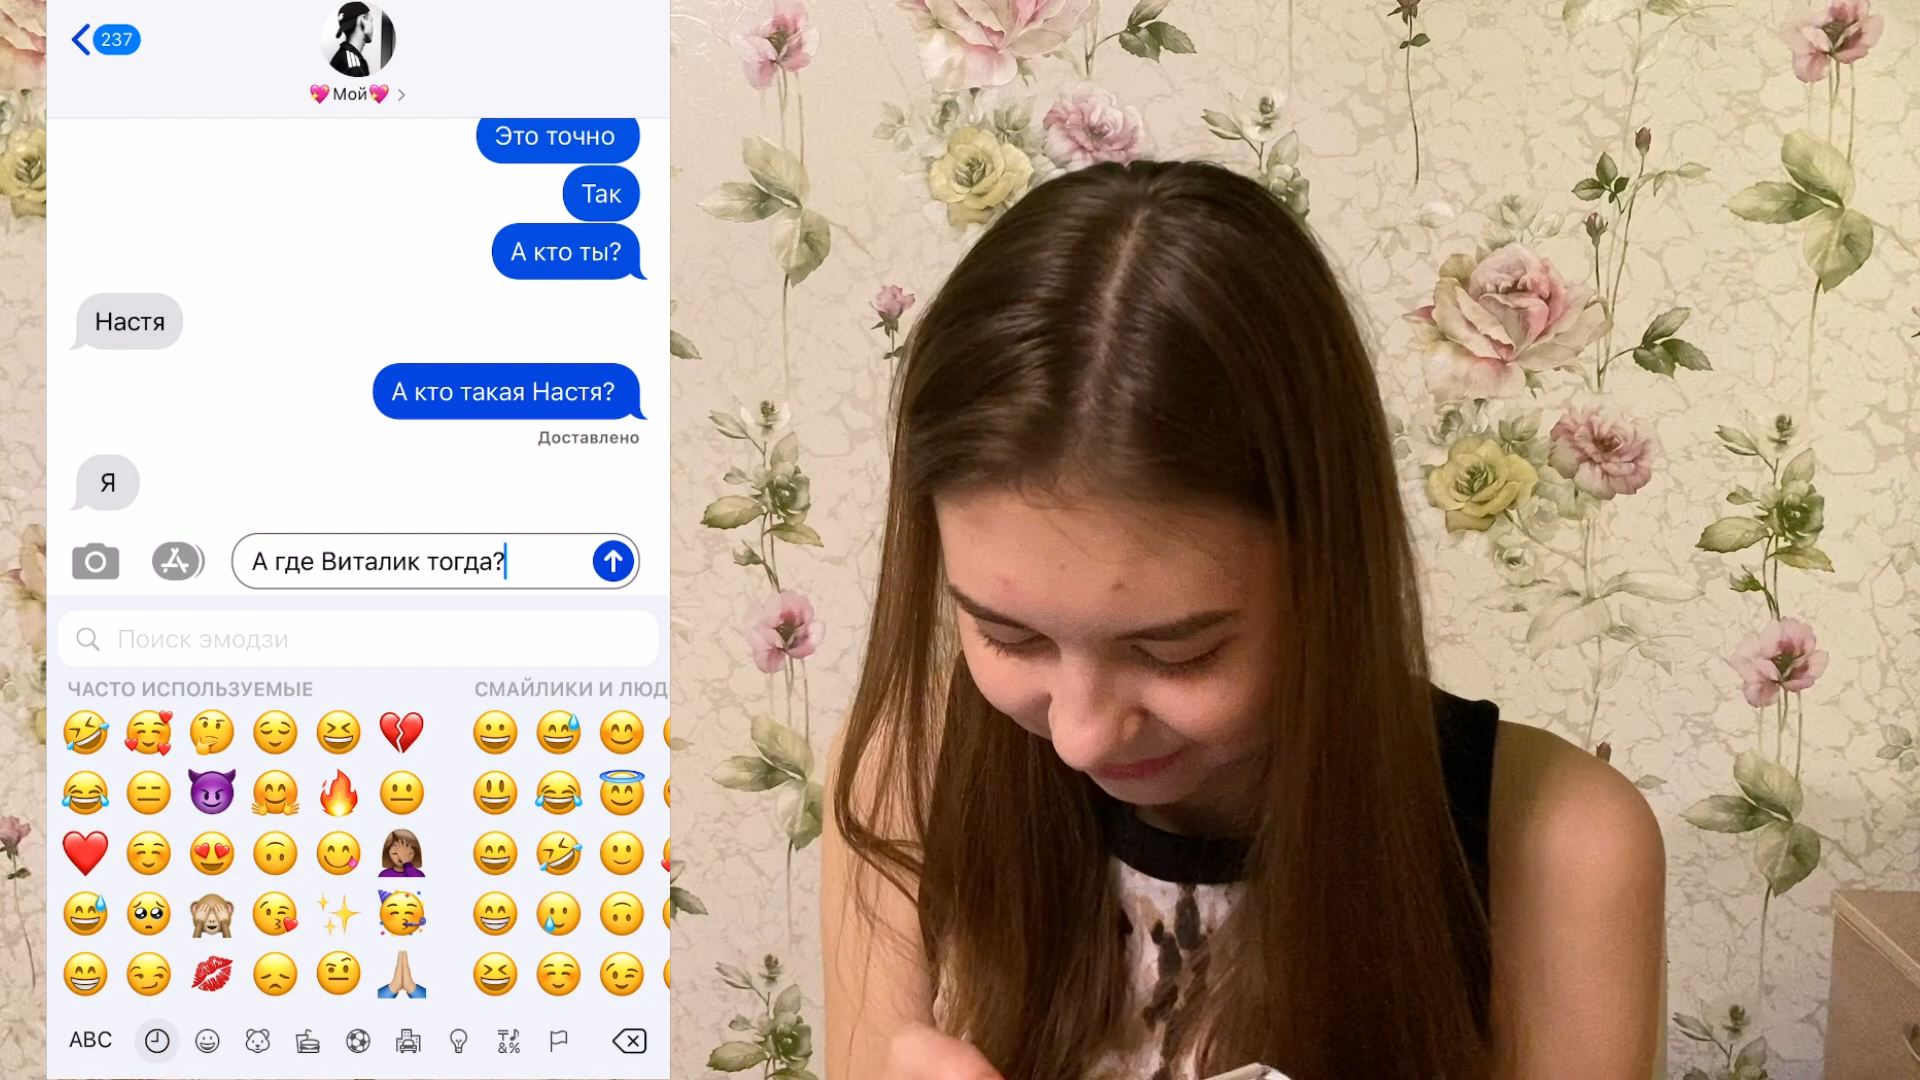 237
Мой
Это точно
Так
А кто ты?
Настя
А кто такая Настя?
Доставлено
Я
А где Виталик тогда?
Поиск эмодзи
ЧАСТО ИСПОЛЬЗУЕМЫЕ
СМАЙЛИКИ И ЛЮД
ABC